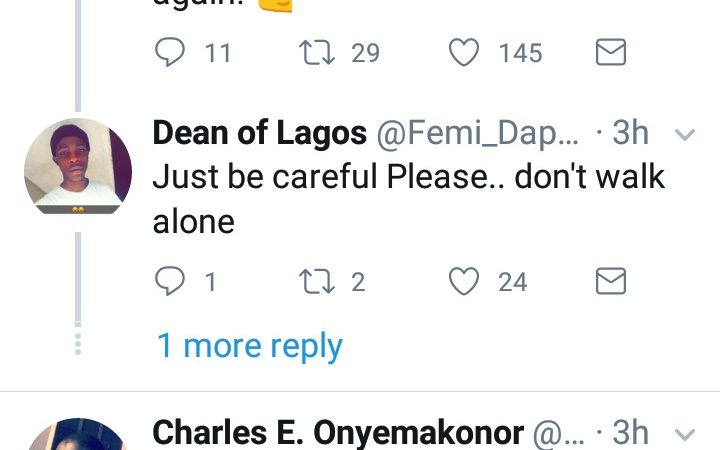 again!
11 29 145
Dean of Lagos @Femi_Dap... · 3h
Just be careful Please.. don't walk
alone
1 2 24
1 more reply
Charles E. Onyemakonor @... · 3h